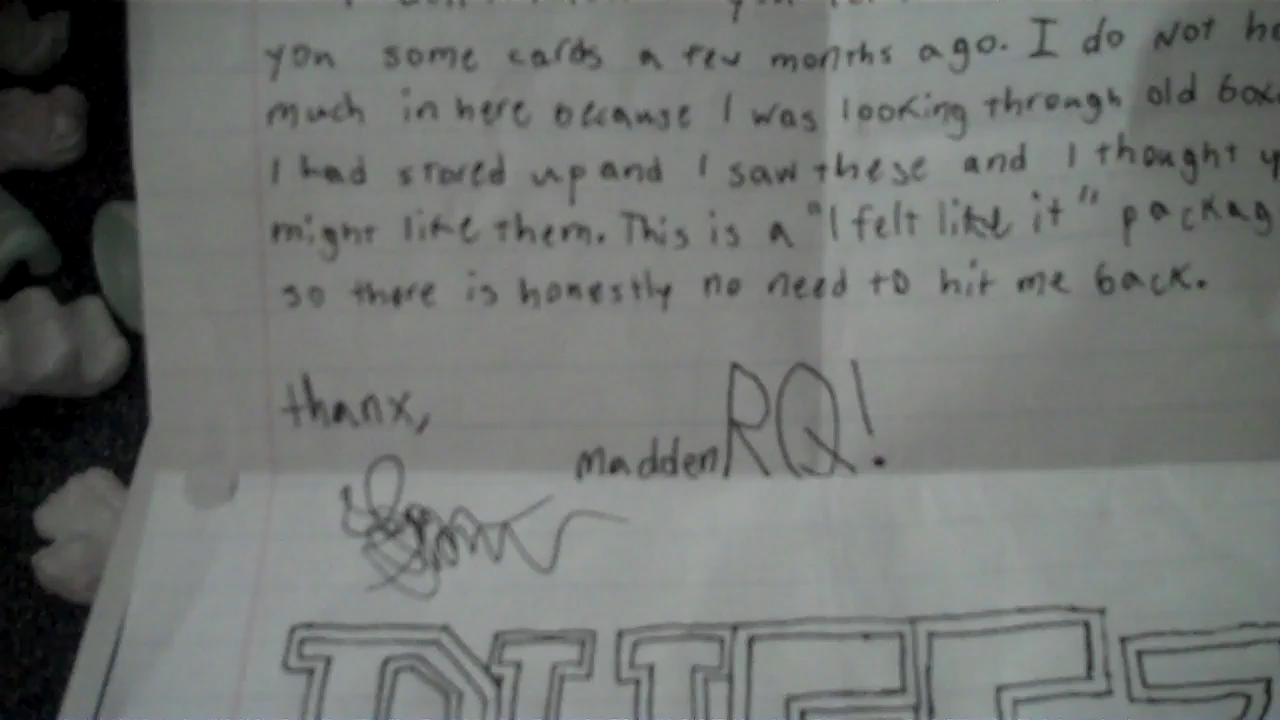 you some cards a few months ago. I do NOT
much in here because I was looking through old
I had stored up and I saw these and I thought
might like them. This is a "I felt like it"
so there is honestly no need to hit me back.
thanx,
maddenRQ!